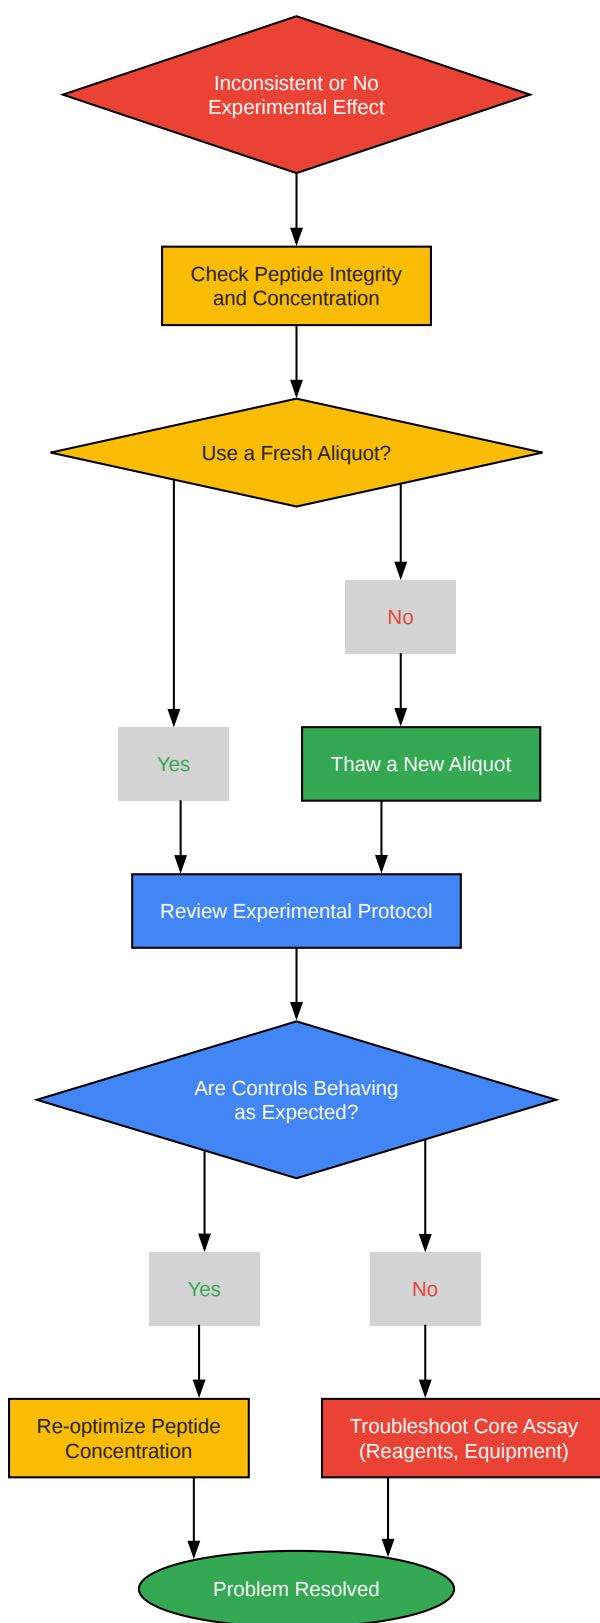 Inconsistent or No
Experimental Effect
Check Peptide Integrity
and Concentration
Use a Fresh Aliquot?
No
Yes
Thaw a New Aliquot
Review Experimental Protocol
Are Controls Behaving
as Expected?
Yes
No
Re-optimize Peptide
Concentration
Troubleshoot Core Assay
(Reagents, Equipment)
Problem Resolved